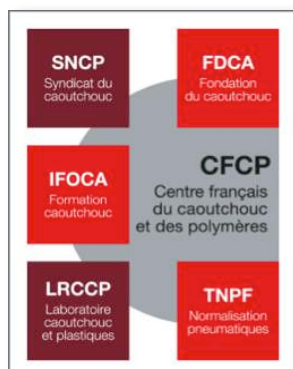 SNCP
Syndicat du
caoutchouc
FDCA
Fondation
du caoutchouc
IFOCA
Formation
caoutchouc
CFCP
Centre français
du caoutchouc
et des polymères
LRCCP
Laboratoire
caoutchouc
et plastiques
TNPF
Normalisation
pneumatiques